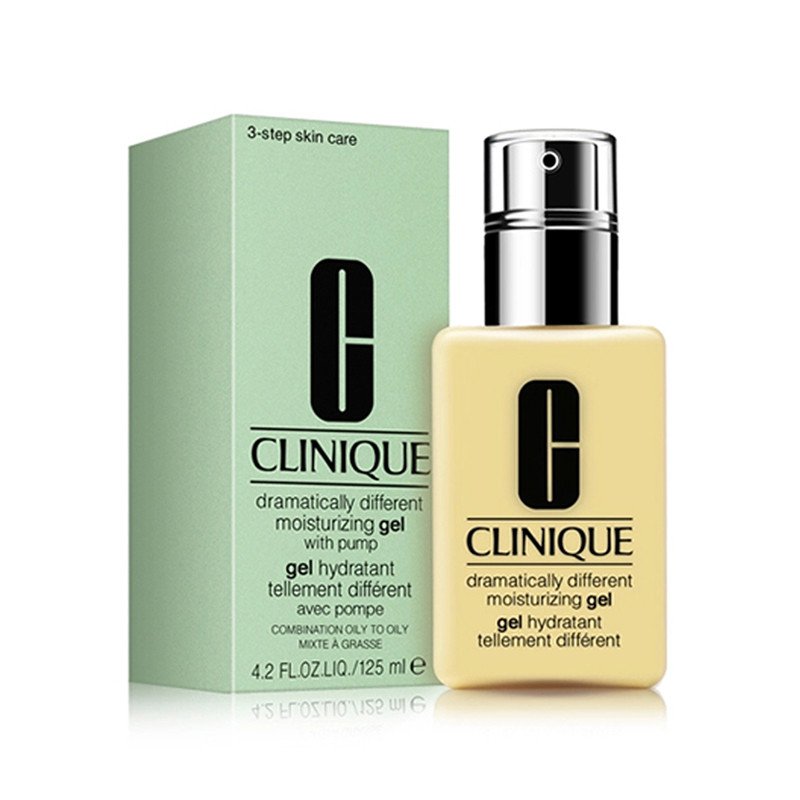 3-step skin care
C
CLINIQUE
dramatically different
moisturizing gel
with pump
gel hydratant
tellement différent
avec pompe
COMBINATION OILY TO OILY
MIXTE À GRASSE
4.2 FL.OZ.LIQ./125 ml ℮
C
CLINIQUE
dramatically different
moisturizing gel
gel hydratant
tellement différent